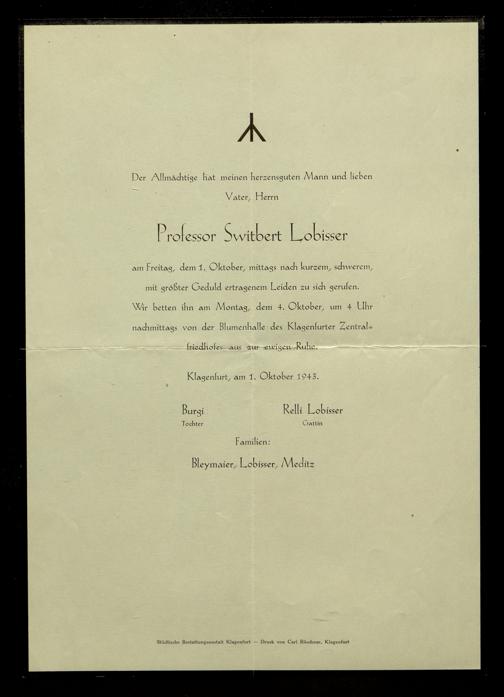 Der Allmächtige hat meinen herzensguten Mann und lieben
Vater, Herrn
Professor Switbert Lobisser
am Freitag, dem 1. Oktober, mittags nach kurzem, schwerem,
mit größter Geduld ertragenem Leiden zu sich gerufen.
Wir betten ihn am Montag, dem 4. Oktober, um 4 Uhr
nachmittags von der Blumenhalle des Klagenfurter Zentral-
friedhofes aus zur ewigen Ruhe.
Klagenfurt, am 1. Oktober 1943.
Burgi Relli Lobisser
Tochter Gattin
Familien:
Bleymaier, Lobisser, Meditz
Städtische Bestattungsanstalt Klagenfurt — Druck von Carl Klagenfurt